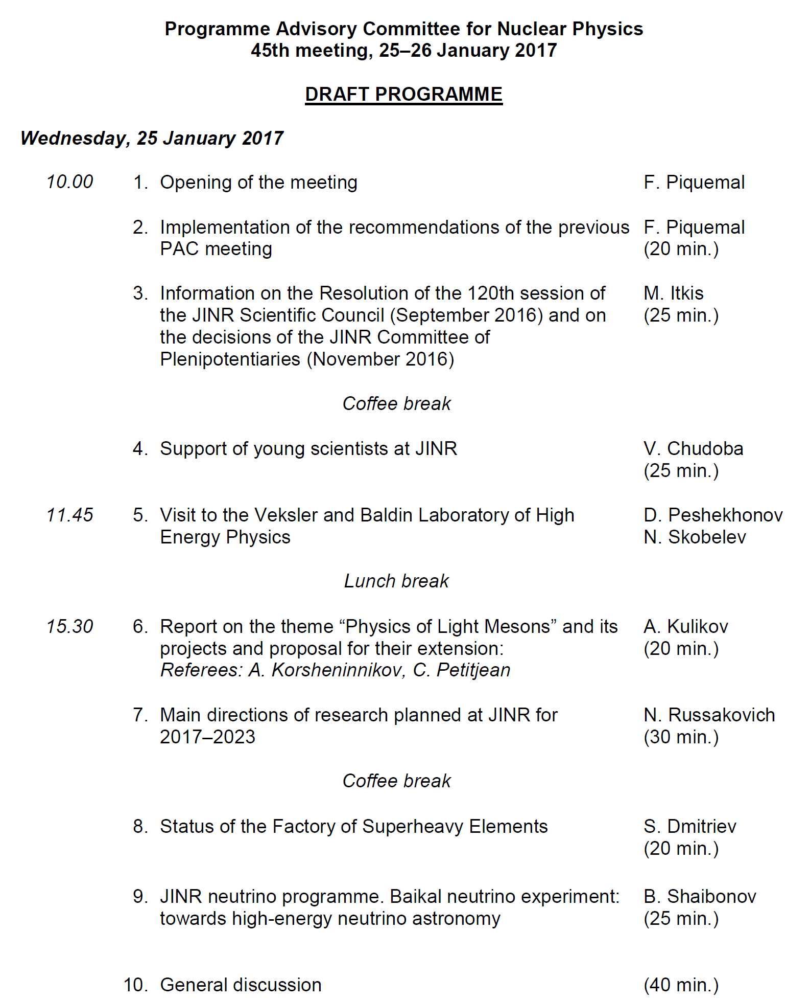 Programme Advisory Committee for Nuclear Physics
45th meeting, 25–26 January 2017
DRAFT PROGRAMME
Wednesday, 25 January 2017
10.00 1. Opening of the meeting F. Piquemal
2. Implementation of the recommendations of the previous F. Piquemal
PAC meeting (20 min.)
3. Information on the Resolution of the 120th session of M. Itkis
the JINR Scientific Council (September 2016) and on (25 min.)
the decisions of the JINR Committee of
Plenipotentiaries (November 2016)
Coffee break
4. Support of young scientists at JINR V. Chudoba
(25 min.)
11.45 5. Visit to the Veksler and Baldin Laboratory of High D. Peshekhonov
Energy Physics N. Skobelev
Lunch break
15.30 6. Report on the theme “Physics of Light Mesons” and its A. Kulikov
projects and proposal for their extension: (20 min.)
Referees: A. Korsheninnikov, C. Petitjean
7. Main directions of research planned at JINR for N. Russakovich
2017–2023 (30 min.)
Coffee break
8. Status of the Factory of Superheavy Elements S. Dmitriev
(20 min.)
9. JINR neutrino programme. Baikal neutrino experiment: B. Shaibonov
towards high-energy neutrino astronomy (25 min.)
10. General discussion (40 min.)